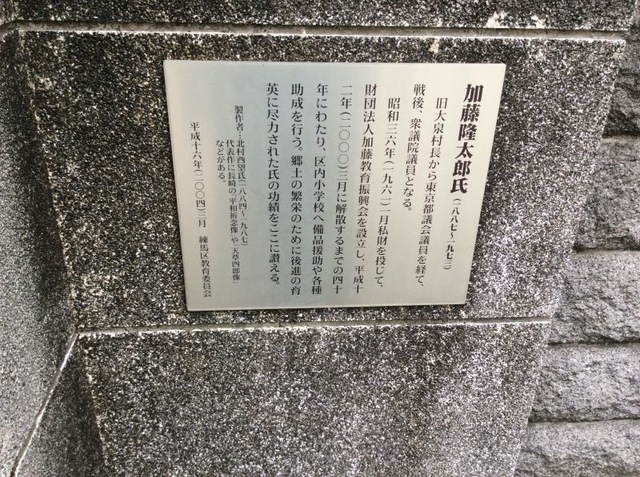 加藤隆太郎氏(一八八七〜一九七三)
旧大泉村長から東京都議会議員を経て、
戦後、衆議院議員となる。
昭和三六年(一九六一)一月私財を投じて、
財団法人加藤教育振興会を設立し、平成十
二年(二〇〇〇)三月に解散するまでの四十
年にわたり、区内小学校へ備品援助や各種
助成を行う。郷土の繁栄のために後進の育
英に尽力された氏の功績をここに讃える。
製作者…北村西望氏(一八八四〜一九八七)
代表作に長崎の「平和祈念像」や、「天草四郎像」
などがある。
平成十六年(二〇〇四)三月 練馬区教育委員会